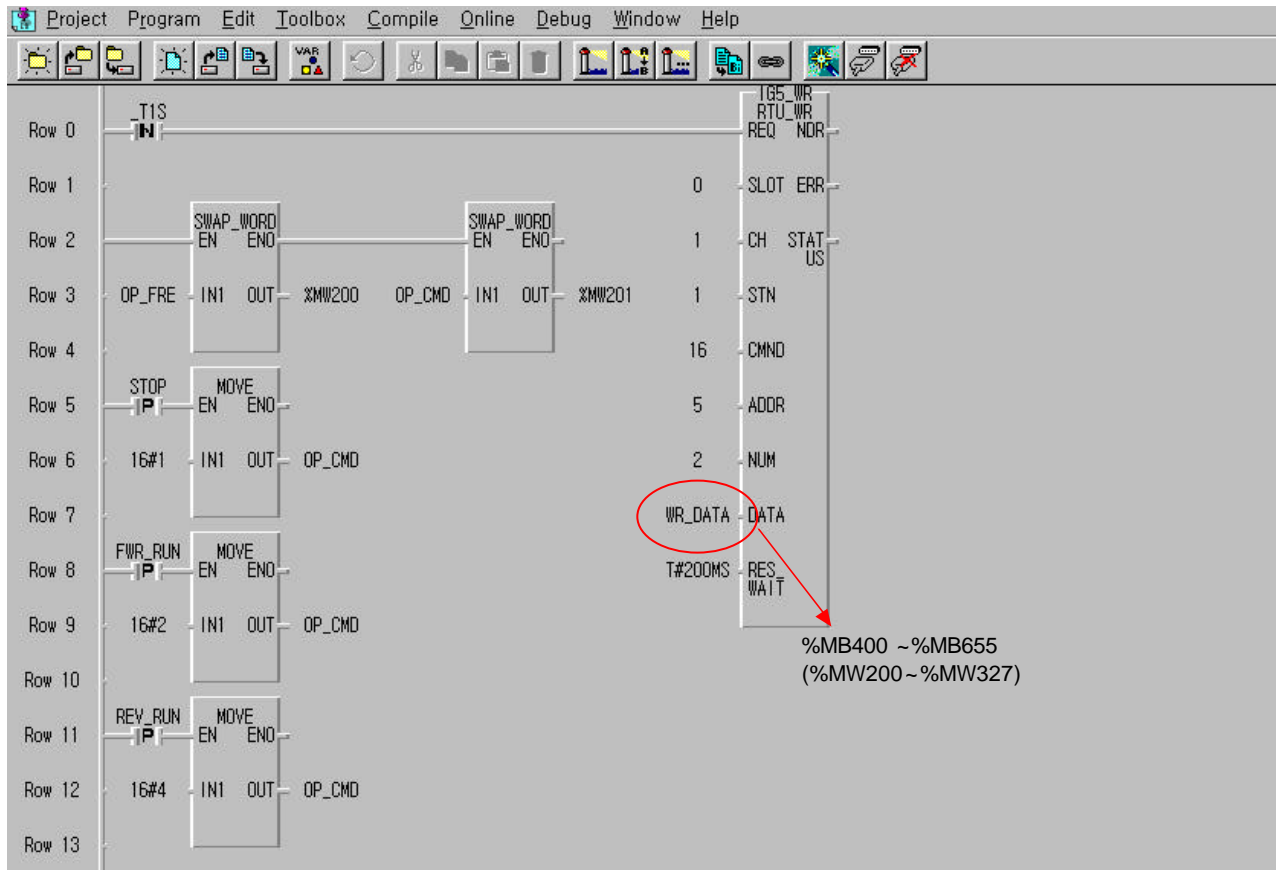 Project Program Edit Toolbox Compile Online Debug Window Help
VAR
IG5_WR
_T1S RTU_WR
Row 0 N REQ NDR
Row 1 0 SLOT ERR
SWAP_WORD SWAP_WORD
Row 2 EN ENO EN ENO 1 CH STAT
US
Row 3 OP_FRE IN1 OUT %MW200 OP_CMD IN1 OUT %MW201 1 STN
Row 4 16 CMND
STOP MOVE
Row 5 P EN ENO 5 ADDR
Row 6 16#1 IN1 OUT OP_CMD 2 NUM
Row 7 WR_DATA DATA
FWR_RUN MOVE
Row 8 P EN ENO T#200MS RES_
WAIT
Row 9 16#2 IN1 OUT OP_CMD
%MB400 ~%MB655
(%MW200~%MW327)
Row 10
REV_RUN MOVE
Row 11 P EN ENO
Row 12 16#4 IN1 OUT OP_CMD
Row 13